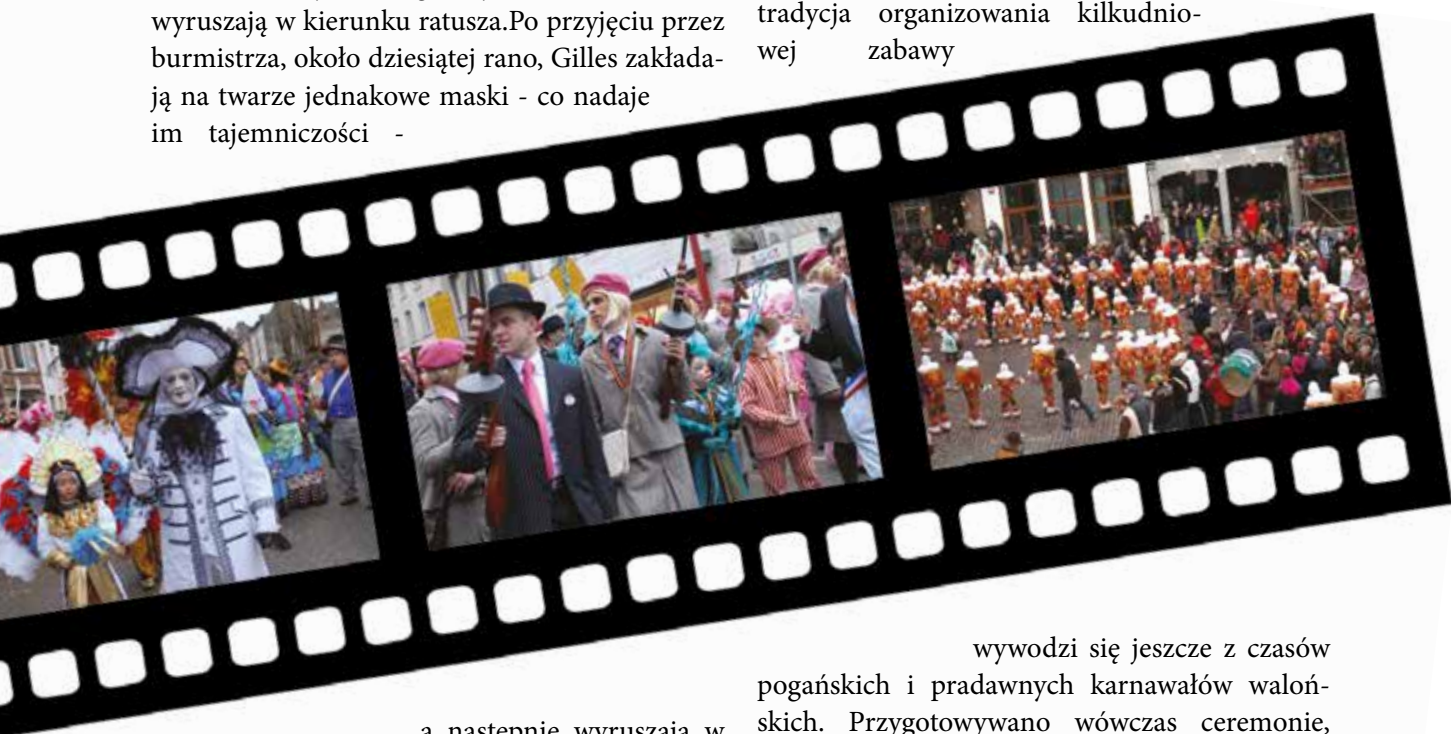 wyruszają w kierunku ratusza.Po przyjęciu przez
burmistrza, około dziesiątej rano, Gilles zakłada-
ją na twarze jednakowe maski - co nadaje
im tajemniczości -
a następnie wyruszają w
tradycja organizowania kilkudnio-
wej zabawy
wywodzi się jeszcze z czasów
pogańskich i pradawnych karnawałów waloń-
skich. Przygotowywano wówczas ceremonie,